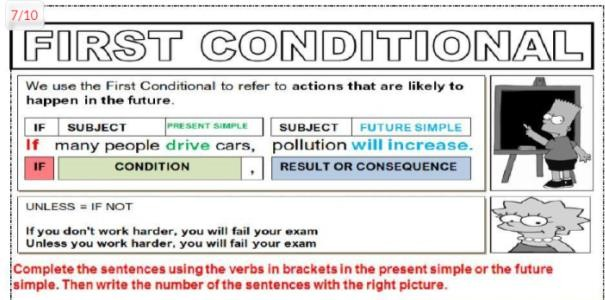 7/10
FIRST CONDITIONAL
We use the First Conditional to refer to actions that are likely to
happen in the future.
IF SUBJECT PRESENT SIMPLE SUBJECT FUTURE SIMPLE
If many people drive cars, pollution will increase.
IF CONDITION , RESULT OR CONSEQUENCE
UNLESS = IF NOT
If you don't work harder, you will fail your exam
Unless you work harder, you will fail your exam
Complete the sentences using the verbs in brackets in the present simple or the future
simple. Then write the number of the sentences with the right picture.